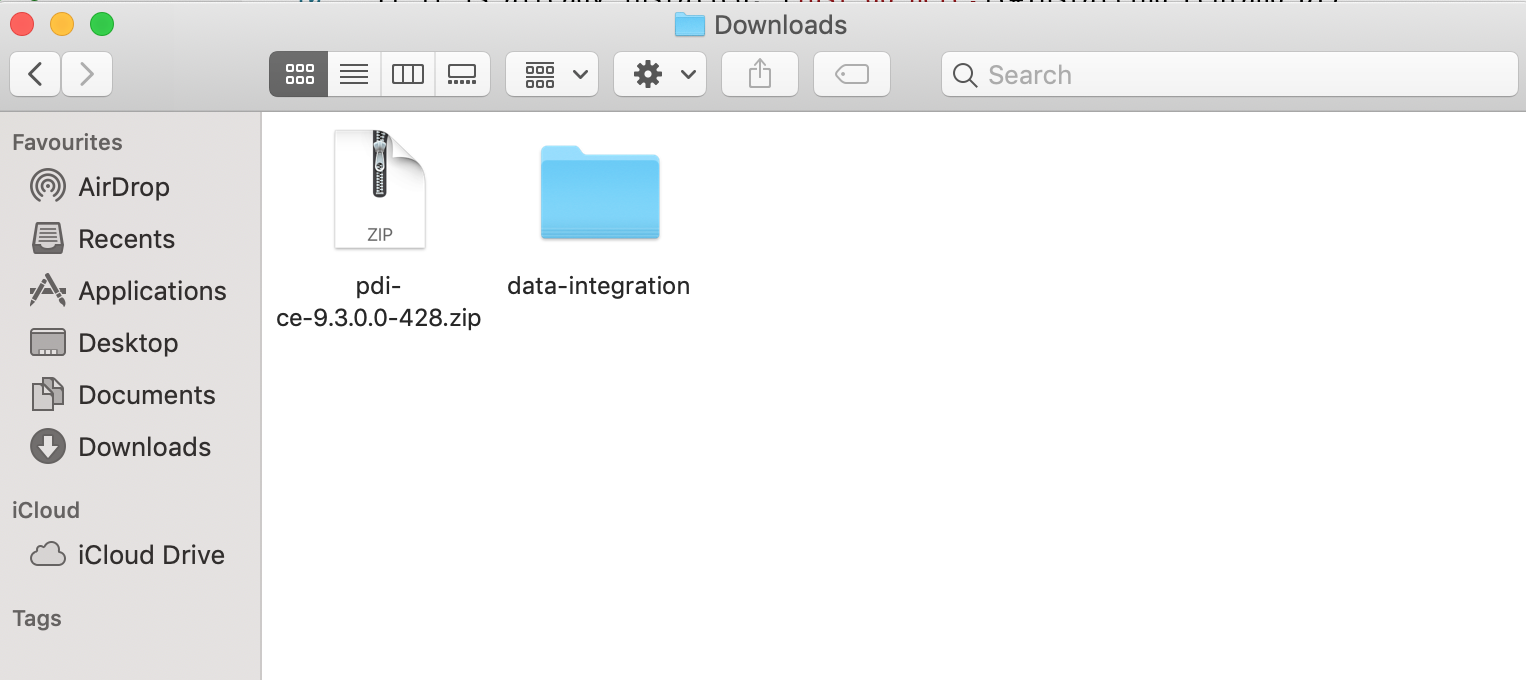 Downloads
Search
Favourites
AirDrop
Recents
Applications
Desktop
Documents
Downloads
iCloud
iCloud Drive
Tags
ZIP
pdi-
ce-9.3.0.0-428.zip
data-integration